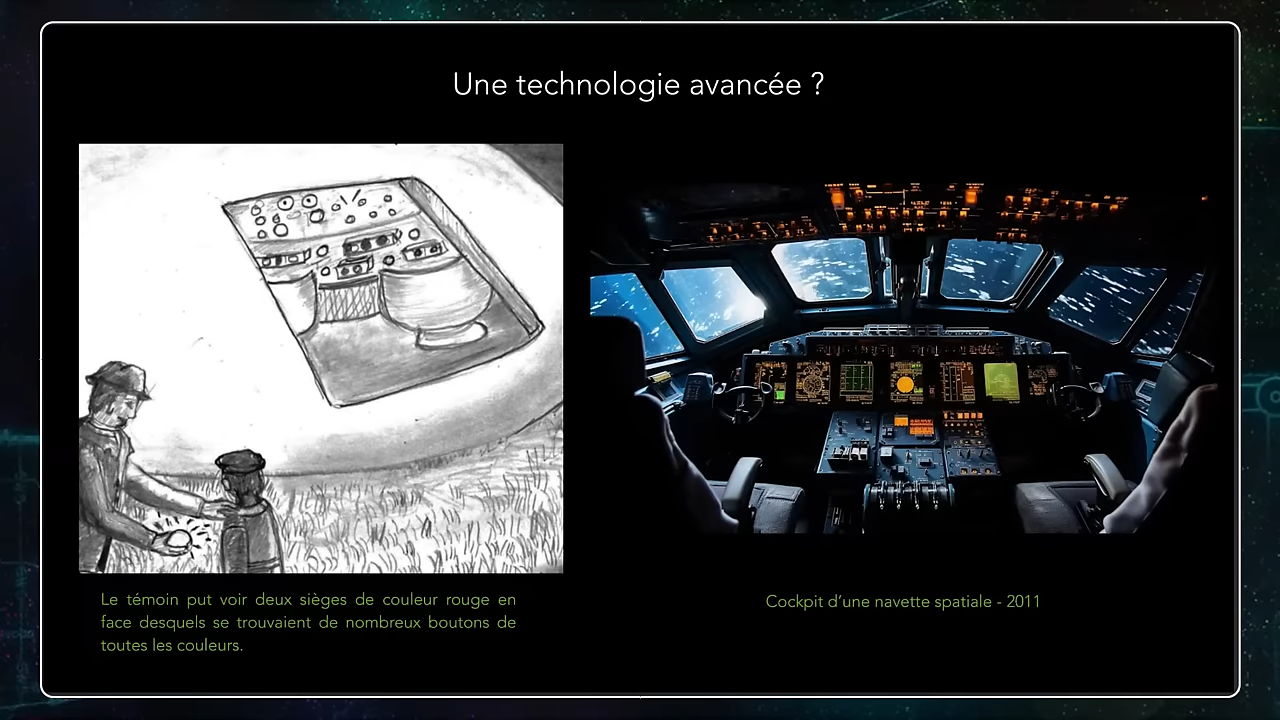 Une technologie avancée ?
Le témoin put voir deux sièges de couleur rouge en
face desquels se trouvaient de nombreux boutons de
toutes les couleurs.
Cockpit d'une navette spatiale - 2011